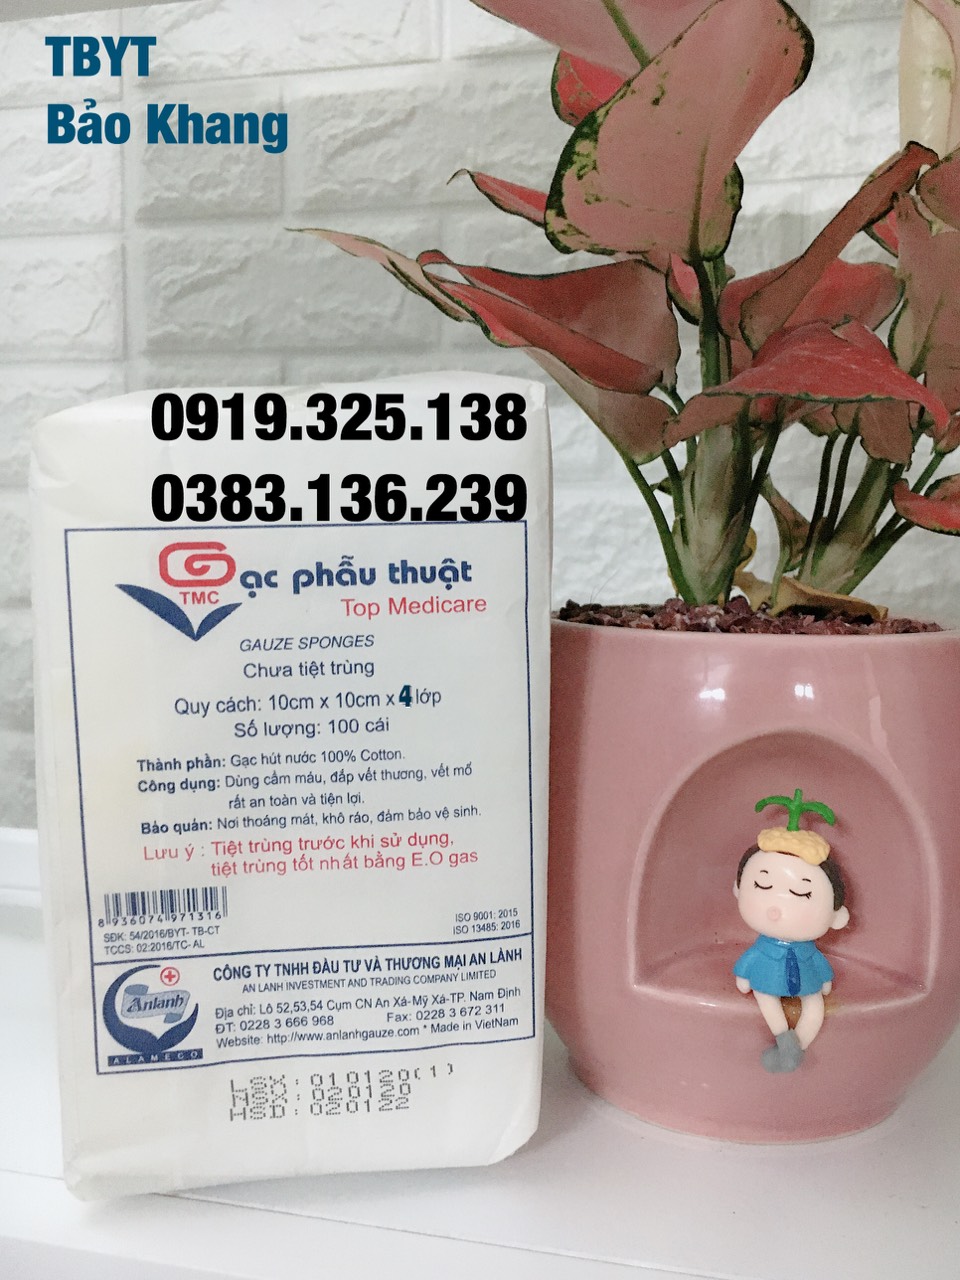 TBYT
Bảo Khang
0919.325.138
0383.136.239
Gạc phẫu thuật
TMC
Top Medicare
GAUZE SPONGES
Chưa tiệt trùng
Quy cách: 10cm x 10cm x 4 lớp
Số lượng: 100 cái
Thành phần: Gạc hút nước 100% Cotton.
Công dụng: Dùng cầm máu, đắp vết thương, vết mổ
rất an toàn và tiện lợi.
Bảo quản: Nơi thoáng mát, khô ráo, đảm bảo vệ sinh.
Lưu ý : Tiệt trùng trước khi sử dụng,
tiệt trùng tốt nhất bằng E.O gas
8 936074 971316
SĐK: 54/2016/BYT- TB-CT
TCCS: 02:2016/TC- AL
ISO 9001: 2015
ISO 13485: 2016
Anlanh
ALAMECO
CÔNG TY TNHH ĐẦU TƯ VÀ THƯƠNG MẠI AN LÀNH
AN LANH INVESTMENT AND TRADING COMPANY LIMITED
Địa chỉ: Lô 52,53,54 Cụm CN An Xá-Mỹ Xá-TP. Nam Định
ĐT: 0228 3 666 968 Fax: 0228 3 672 311
Website: http://www.anlanhgauze.com * Made in VietNam
LSX: 010120(1)
NSX: 020120
HSD: 020122